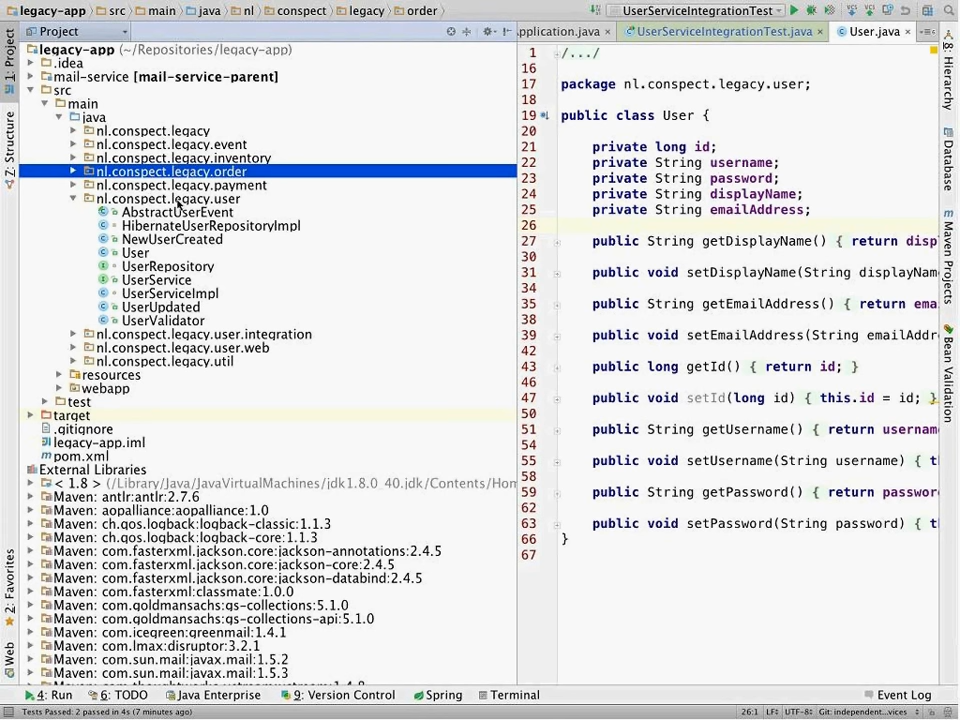 legacy-app src main java nl conspect legacy order UserServiceIntegrationTest
Project
pplication.java UserServiceIntegrationTest.java User.java
1: Project
Z: Structure
2: Favorites
Web
legacy-app (~/Repositories/legacy-app)
.idea
mail-service [mail-service-parent]
src
main
java
nl.conspect.legacy
nl.conspect.legacy.event
nl.conspect.legacy.inventory
nl.conspect.legacy.order
nl.conspect.legacy.payment
nl.conspect.legacy.user
AbstractUserEvent
HibernateUserRepositoryImpl
NewUserCreated
User
UserRepository
UserService
UserServiceImpl
UserUpdated
UserValidator
nl.conspect.legacy.user.integration
nl.conspect.legacy.user.web
nl.conspect.legacy.util
resources
webapp
test
target
.gitignore
legacy-app.iml
pom.xml
External Libraries
< 1.8 > (/Library/Java/JavaVirtualMachines/jdk1.8.0_40.jdk/Contents/Hom
Maven: antlr:antlr:2.7.6
Maven: aopalliance:aopalliance:1.0
Maven: ch.qos.logback:logback-classic:1.1.3
Maven: ch.qos.logback:logback-core:1.1.3
Maven: com.fasterxml.jackson.core:jackson-annotations:2.4.5
Maven: com.fasterxml.jackson.core:jackson-core:2.4.5
Maven: com.fasterxml.jackson.core:jackson-databind:2.4.5
Maven: com.fasterxml:classmate:1.0.0
Maven: com.goldmansachs:gs-collections:5.1.0
Maven: com.goldmansachs:gs-collections-api:5.1.0
Maven: com.icegreen:greenmail:1.4.1
Maven: com.lmax:disruptor:3.2.1
Maven: com.sun.mail:javax.mail:1.5.2
Maven: com.sun.mail:javax.mail:1.5.3
1 /.../
16
17 package nl.conspect.legacy.user;
18
19 public class User {
20
21 private long id;
22 private String username;
23 private String password;
24 private String displayName;
25 private String emailAddress;
26
27 public String getDisplayName() { return disp
30
31 public void setDisplayName(String displayNam
34
35 public String getEmailAddress() { return ema
38
39 public void setEmailAddress(String emailAddr
42
43 public long getId() { return id; }
46
47 public void setId(long id) { this.id = id; }
50
51 public String getUsername() { return usernam
54
55 public void setUsername(String username) { th
58
59 public String getPassword() { return passwor
62
63 public void setPassword(String password) { t
66 }
67
8: Hierarchy
Database
Maven Projects
Bean Validation
4: Run 6: TODO Java Enterprise 9: Version Control Spring Terminal Event Log
Tests Passed: 2 passed in 4s (7 minutes ago) 26:1 LF UTF-8 Git: independent...vices